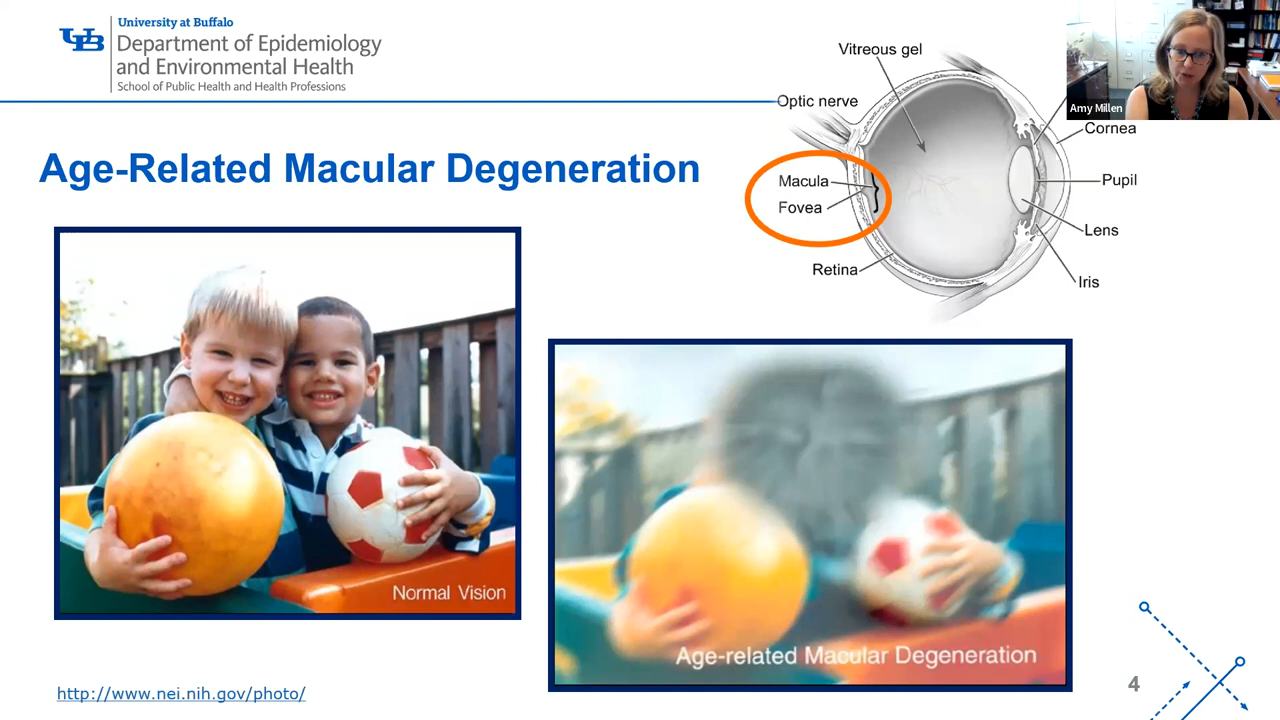 University at Buffalo
UB
Department of Epidemiology
and Environmental Health
School of Public Health and Health Professions
Age-Related Macular Degeneration
Vitreous gel
Optic nerve
Macula
Fovea
Retina
Cornea
Pupil
Lens
Iris
Amy Millen
Normal Vision
Age-related Macular Degeneration
http://www.nei.nih.gov/photo/
4